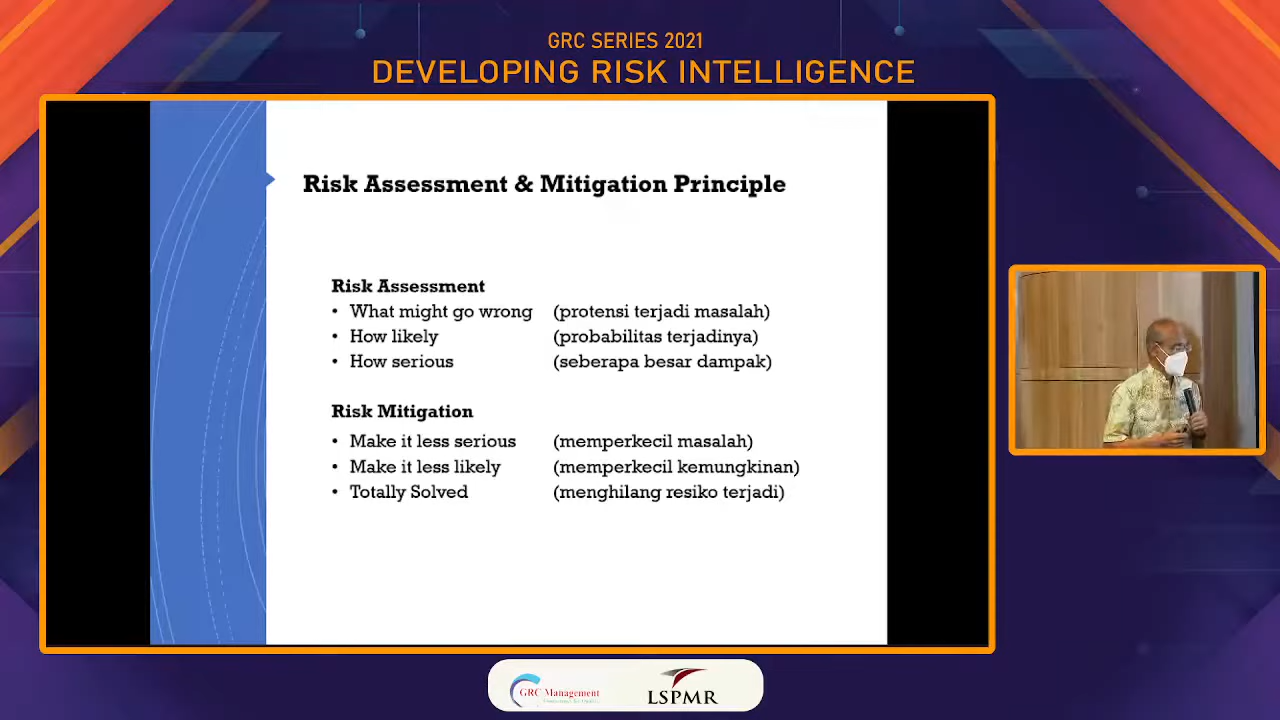 GRC SERIES 2021
DEVELOPING RISK INTELLIGENCE
Risk Assessment & Mitigation Principle
Risk Assessment
• What might go wrong (protensi terjadi masalah)
• How likely (probabilitas terjadinya)
• How serious (seberapa besar dampak)
Risk Mitigation
• Make it less serious (memperkecil masalah)
• Make it less likely (memperkecil kemungkinan)
• Totally Solved (menghilang resiko terjadi)
GRC Management
LSPMR